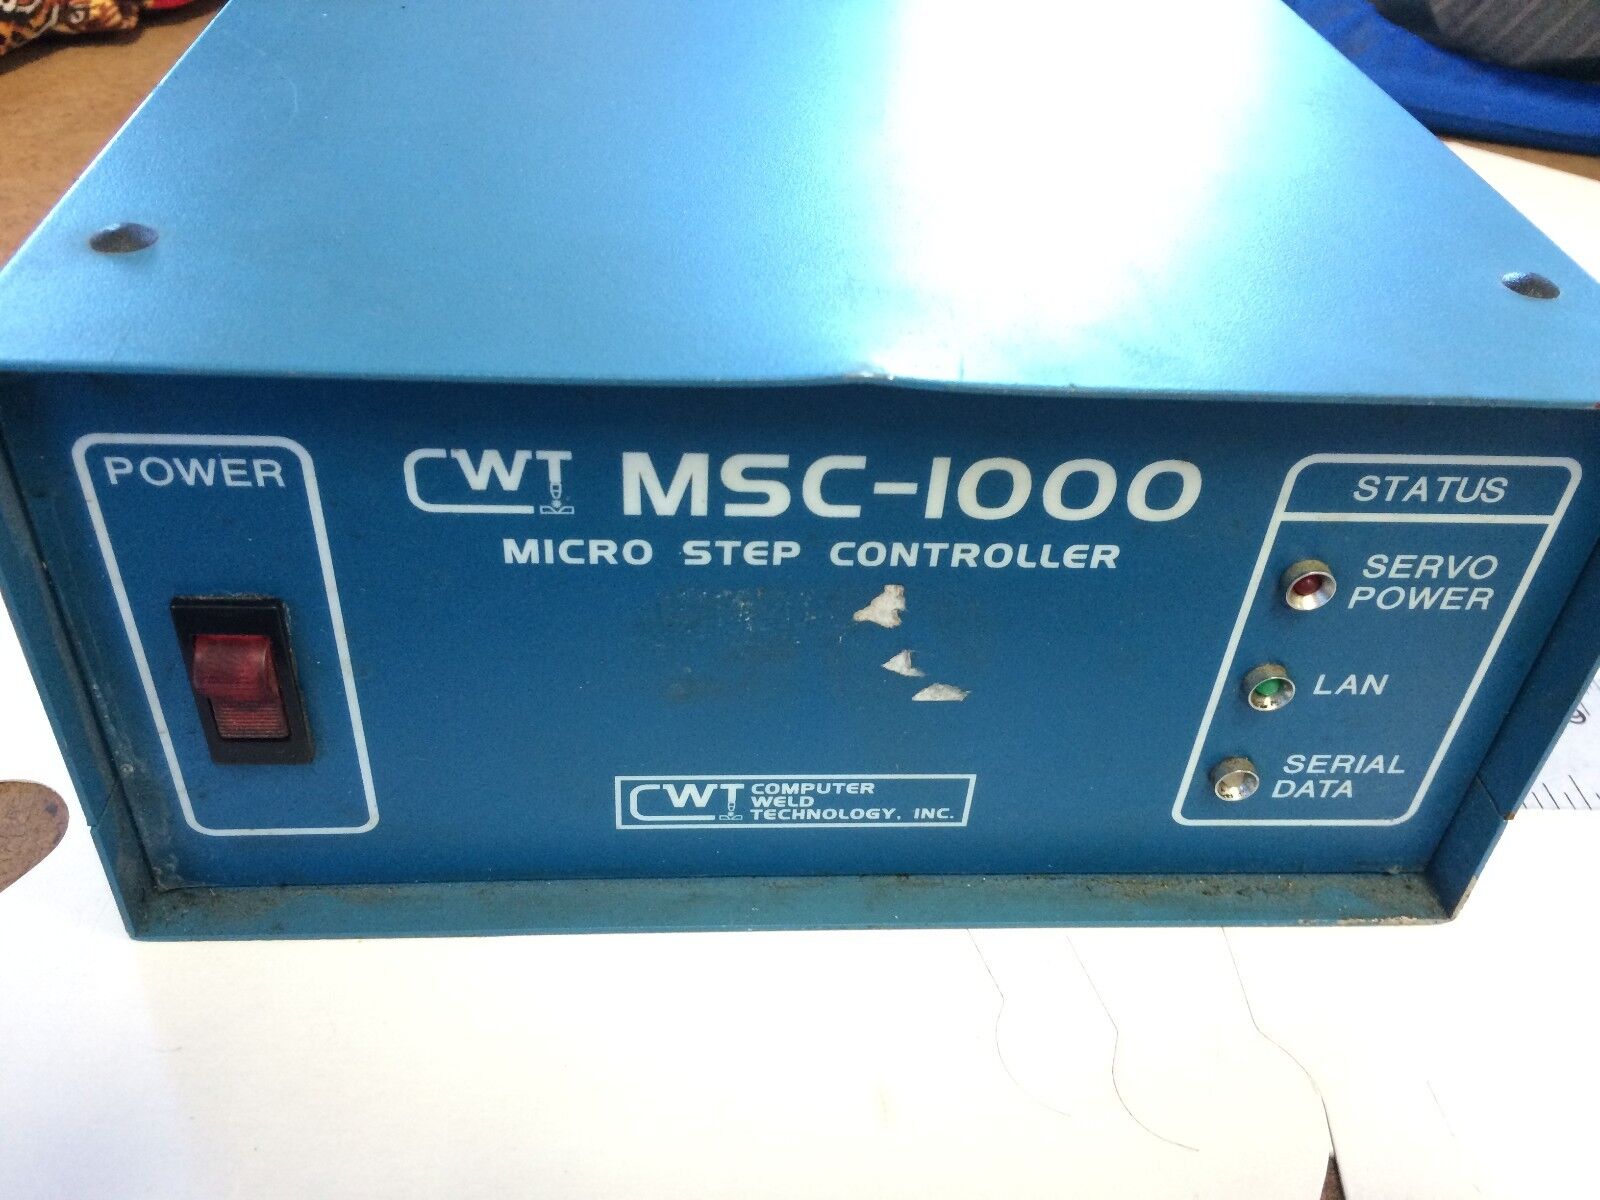 POWER
CWT MSC-1000
MICRO STEP CONTROLLER
STATUS
SERVO
POWER
LAN
SERIAL
DATA
CWT COMPUTER
WELD
TECHNOLOGY, INC.